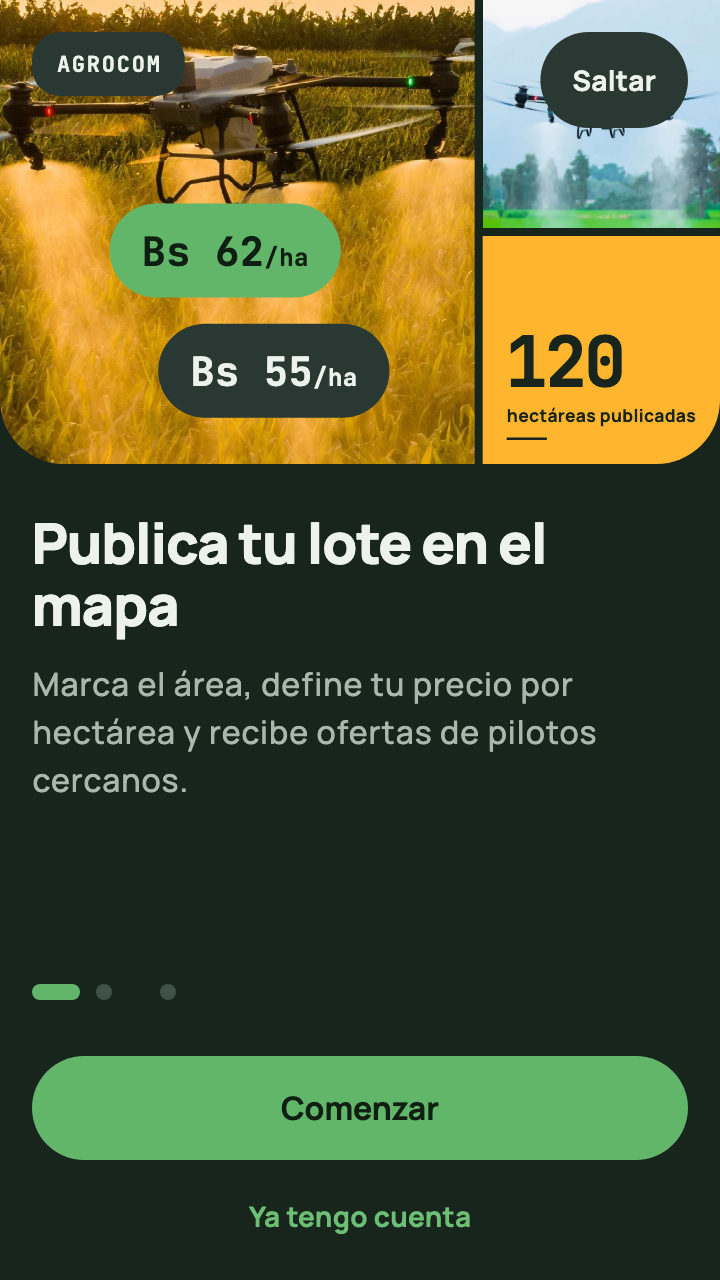 AGROCOM
Saltar
Bs 62/ha
Bs 55/ha
120
hectáreas publicadas
Publica tu lote en el
mapa
Marca el área, define tu precio por
hectárea y recibe ofertas de pilotos
cercanos.
Comenzar
Ya tengo cuenta